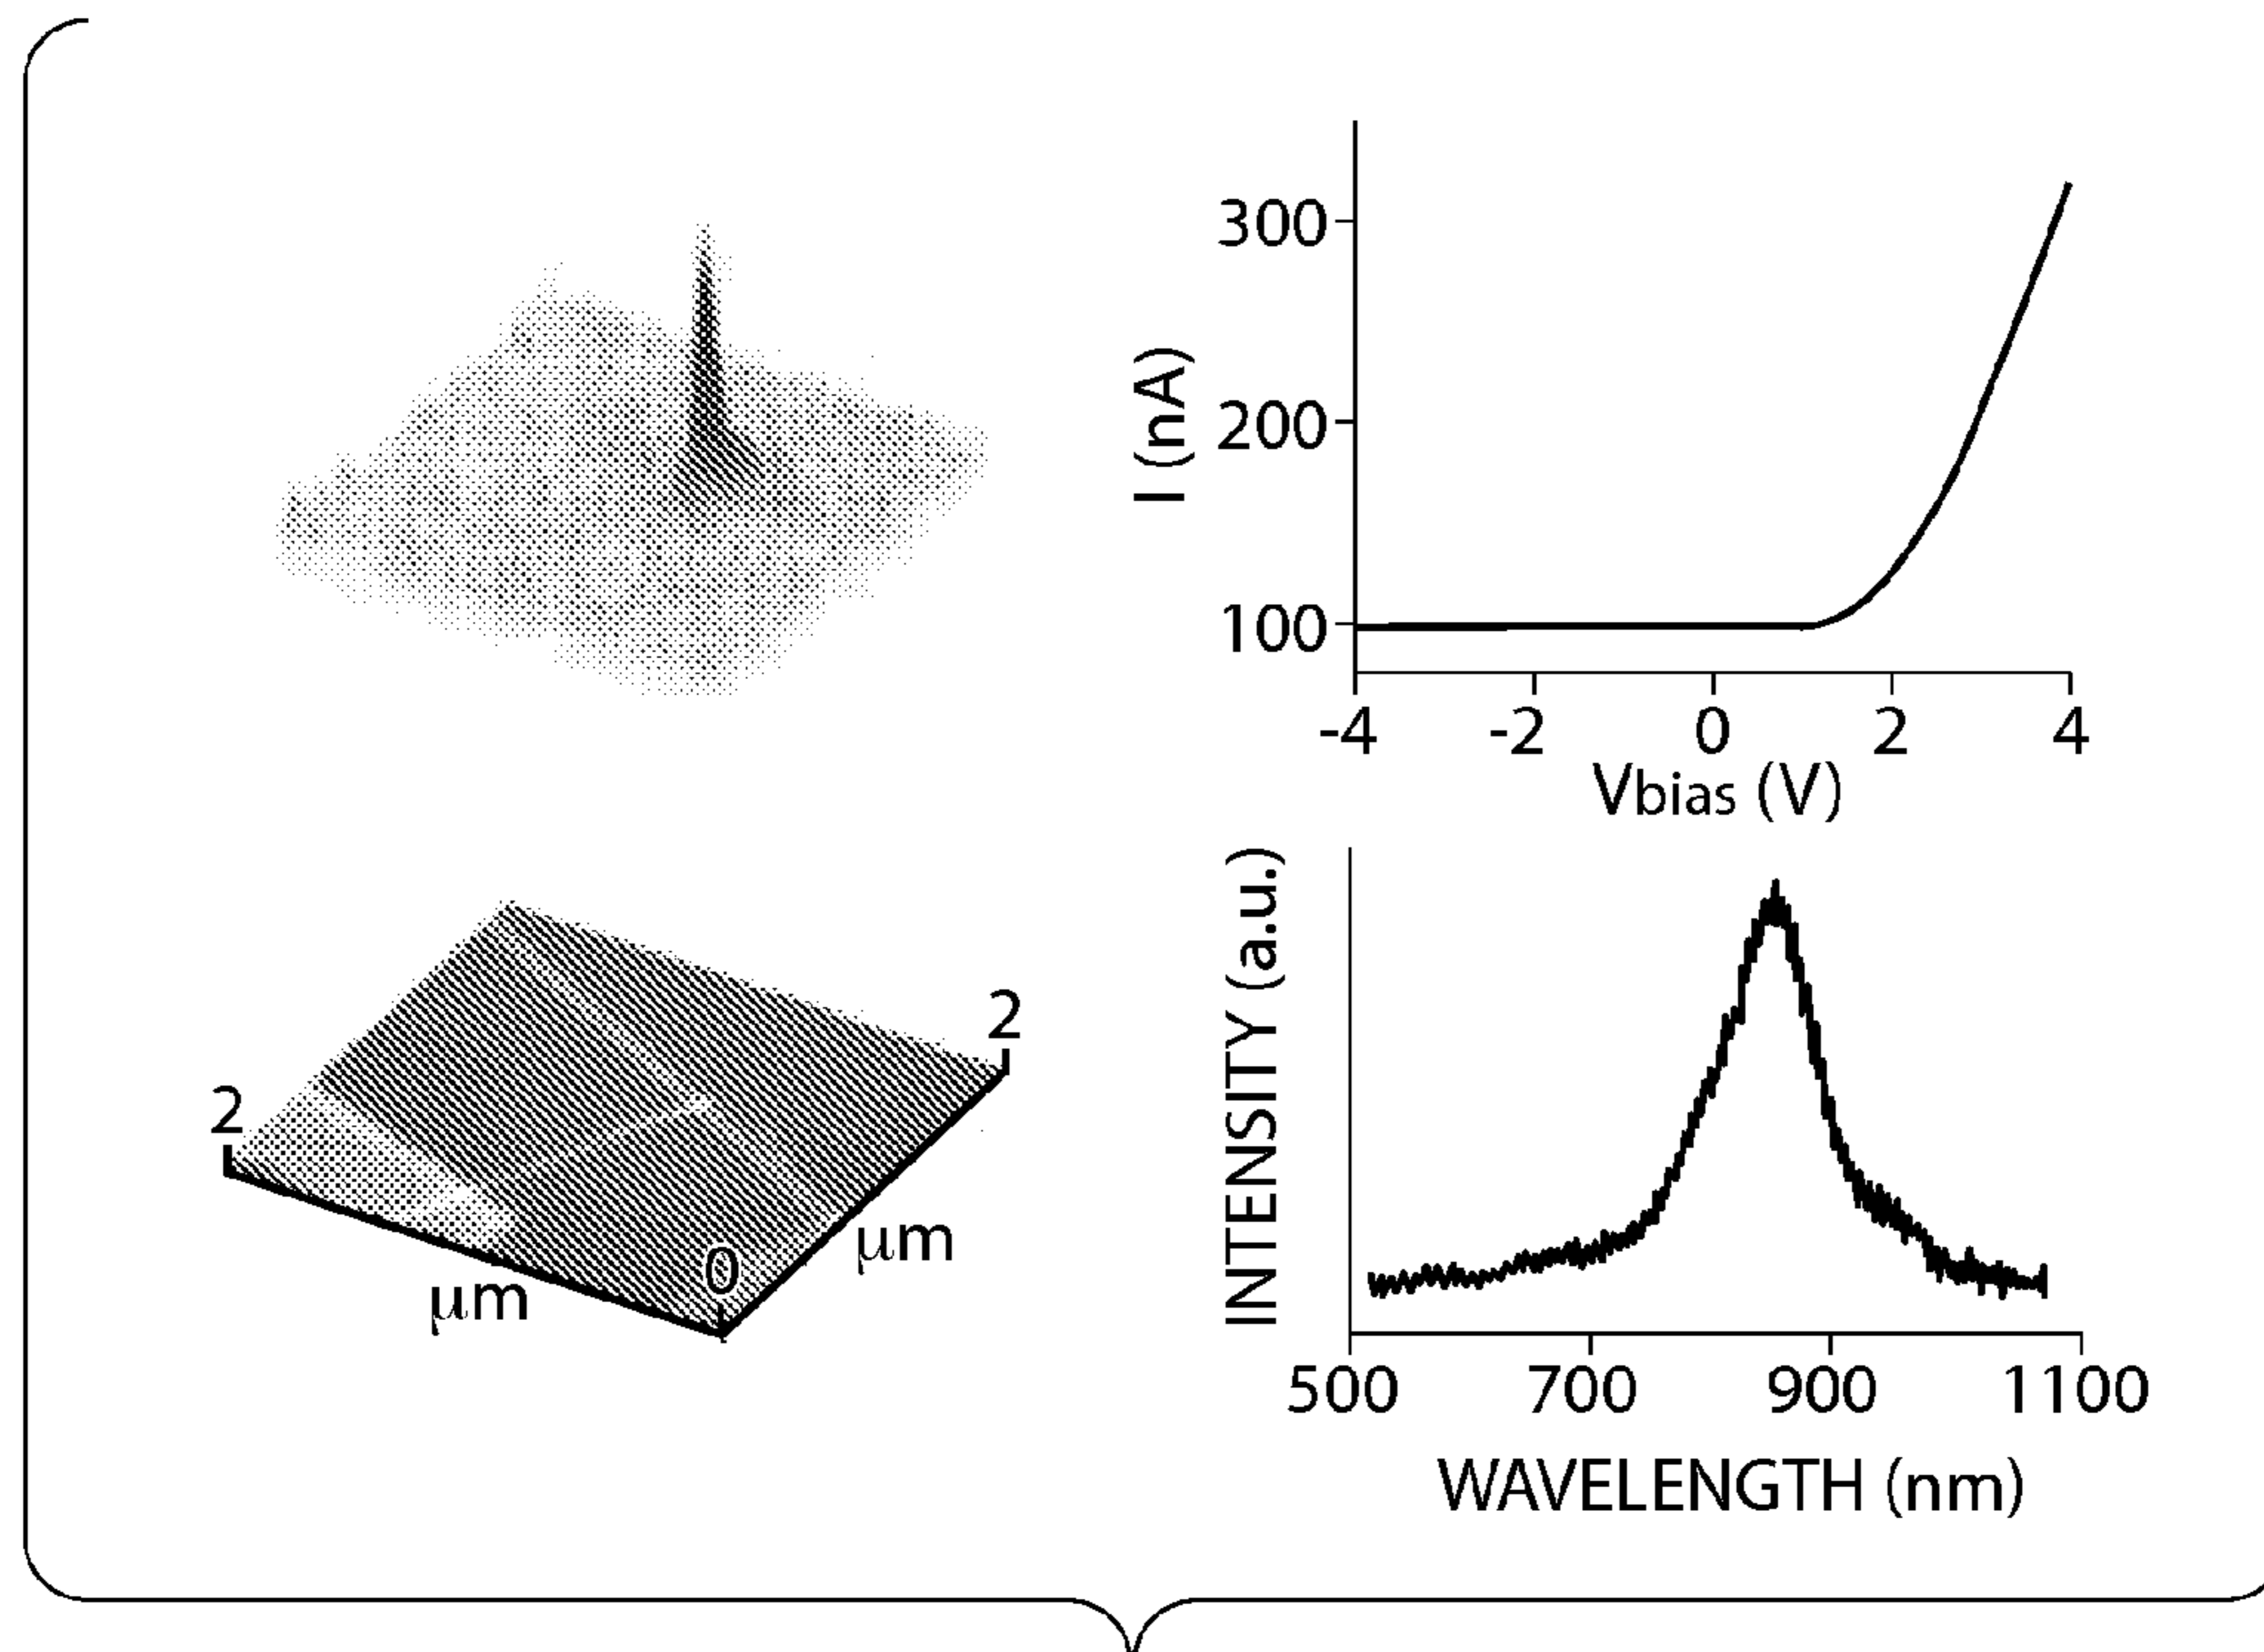 300
200
100
I (nA)
-4 -2 0 2 4
Vbias (V)
2
2
0
μm
μm
INTENSITY (a.u.)
500 700 900 1100
WAVELENGTH (nm)